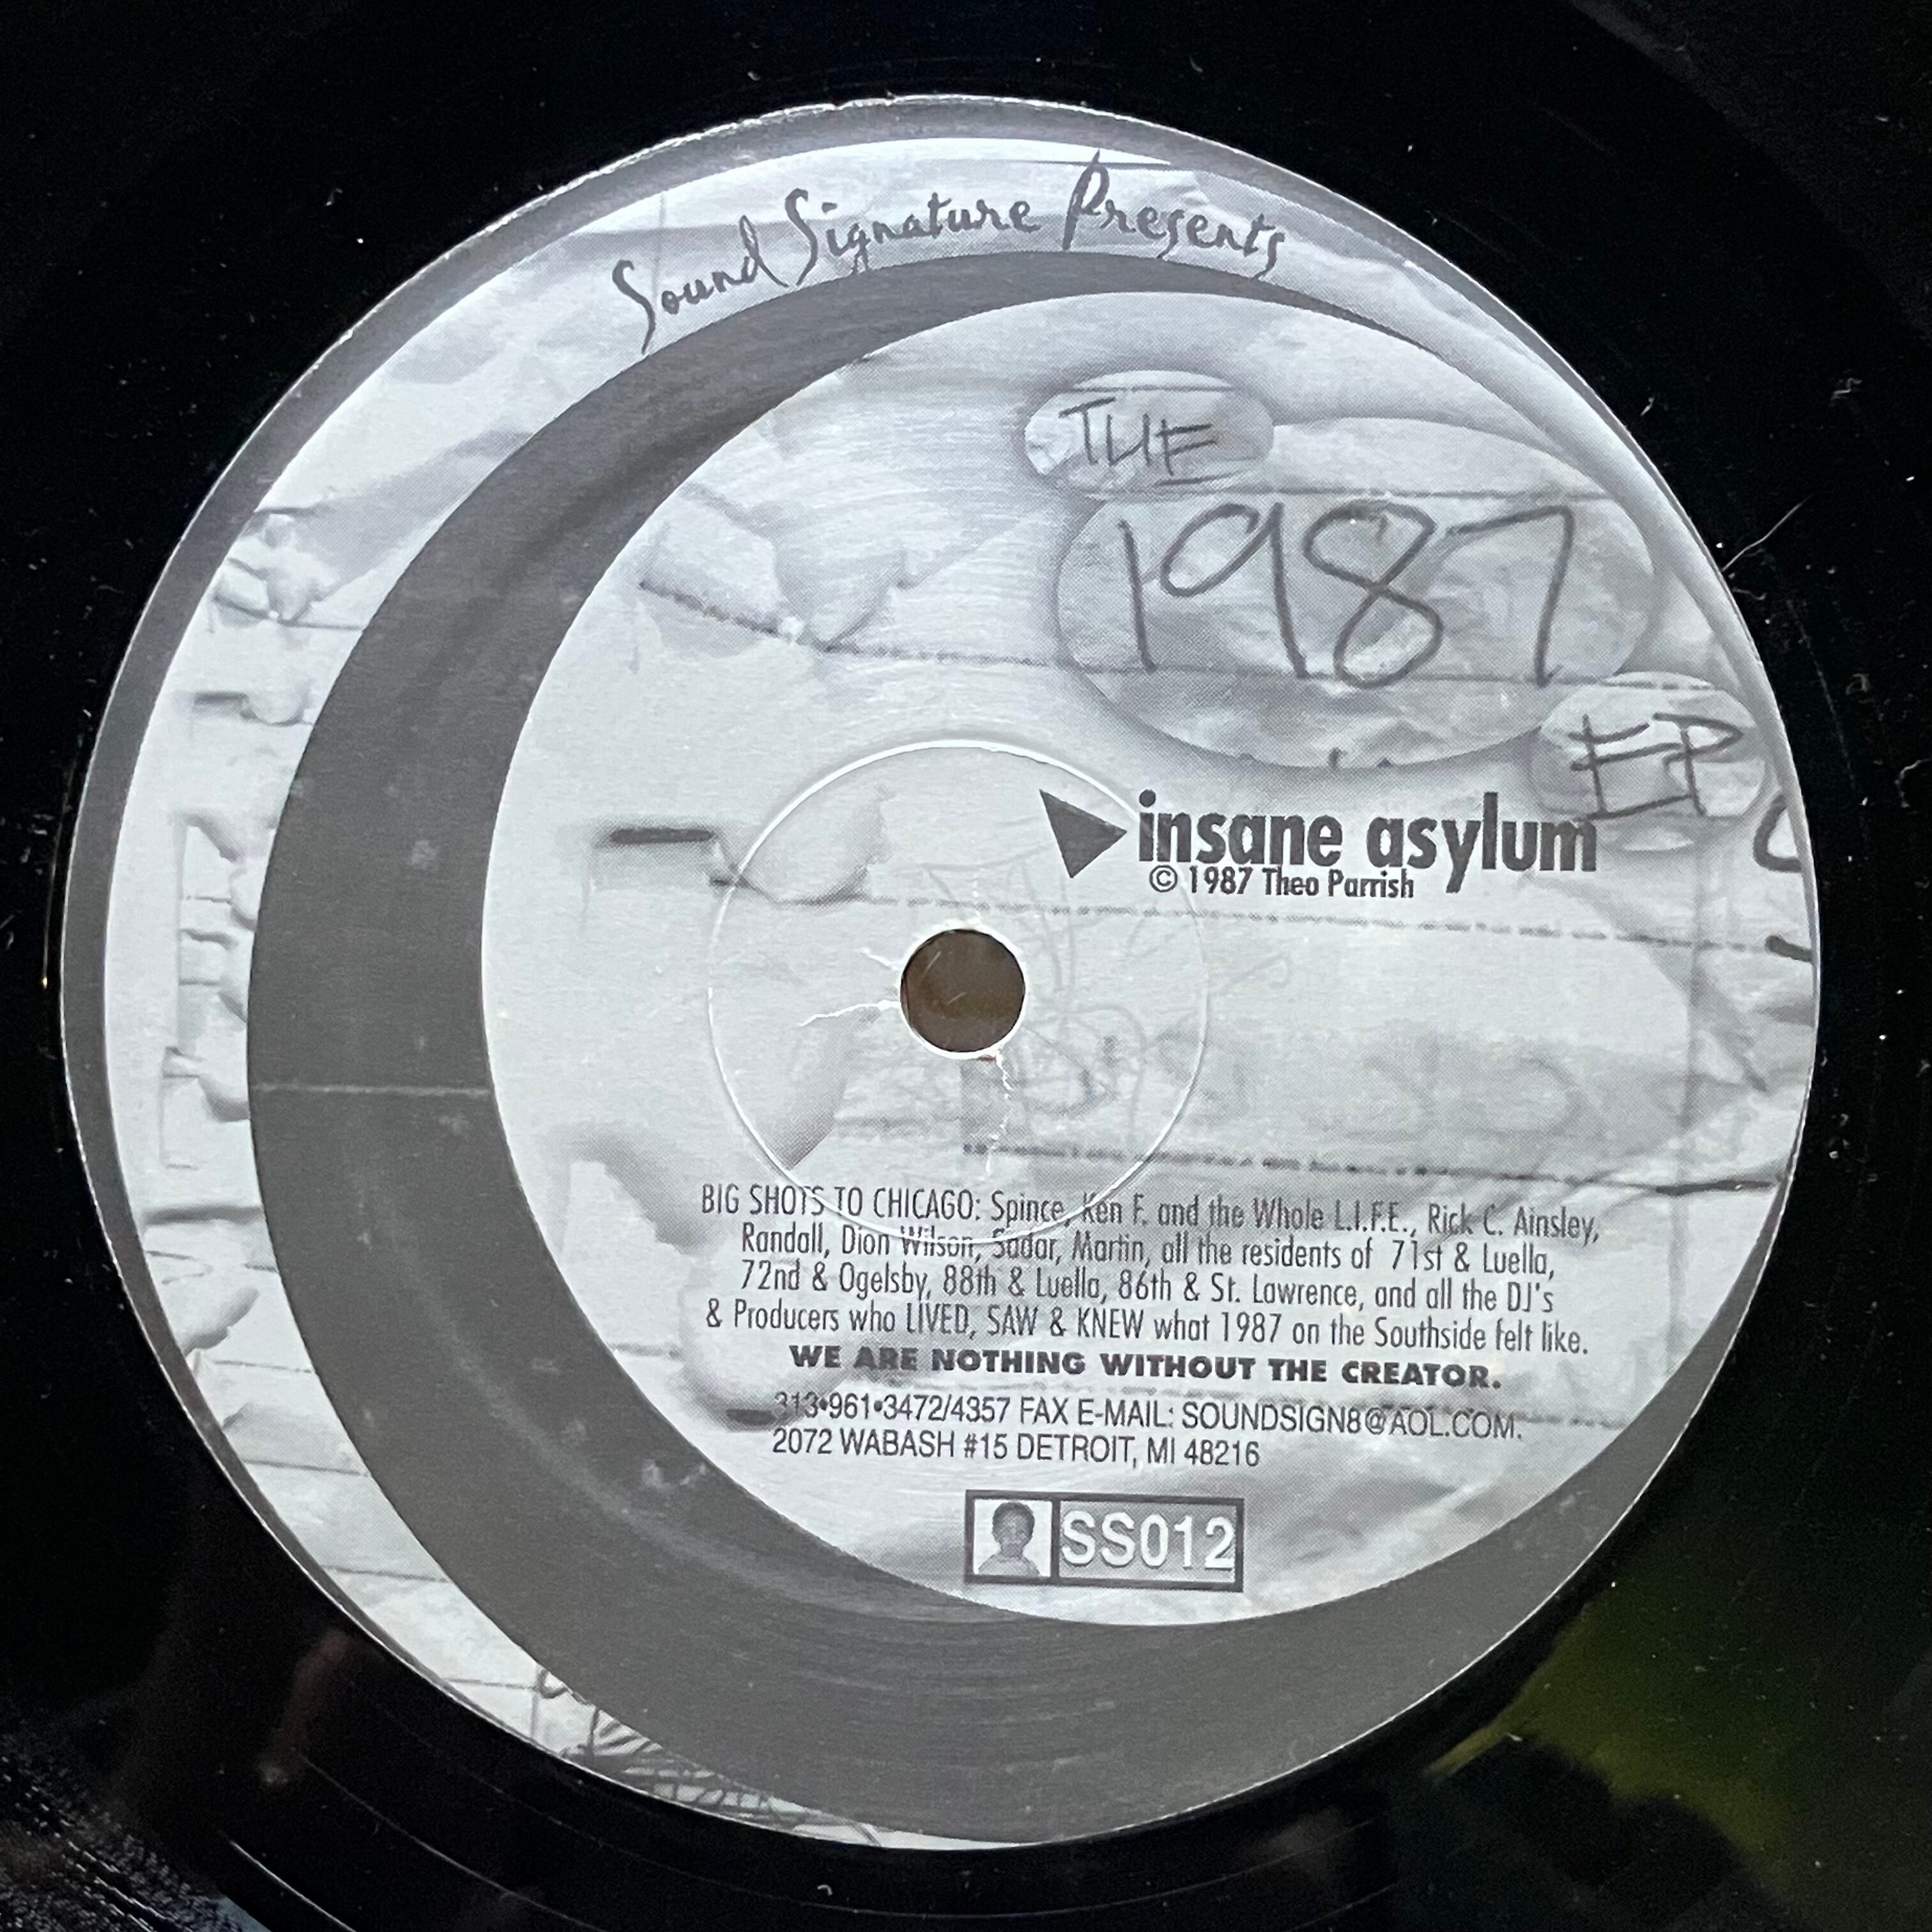 Sound Signature Presents
THE
1987
EP
insane asylum
© 1987 Theo Parrish
BIG SHOTS TO CHICAGO: Spince, Ken F. and the Whole L.I.F.E., Rick C. Ainsley,
Randall, Dion Wilson, Sadar, Martin, all the residents of 71st & Luella,
72nd & Ogelsby, 88th & Luella, 86th & St. Lawrence, and all the DJ's
& Producers who LIVED, SAW & KNEW what 1987 on the Southside felt like.
WE ARE NOTHING WITHOUT THE CREATOR.
313•961•3472/4357 FAX E-MAIL: SOUNDSIGN8@AOL.COM.
2072 WABASH #15 DETROIT, MI 48216
SS012